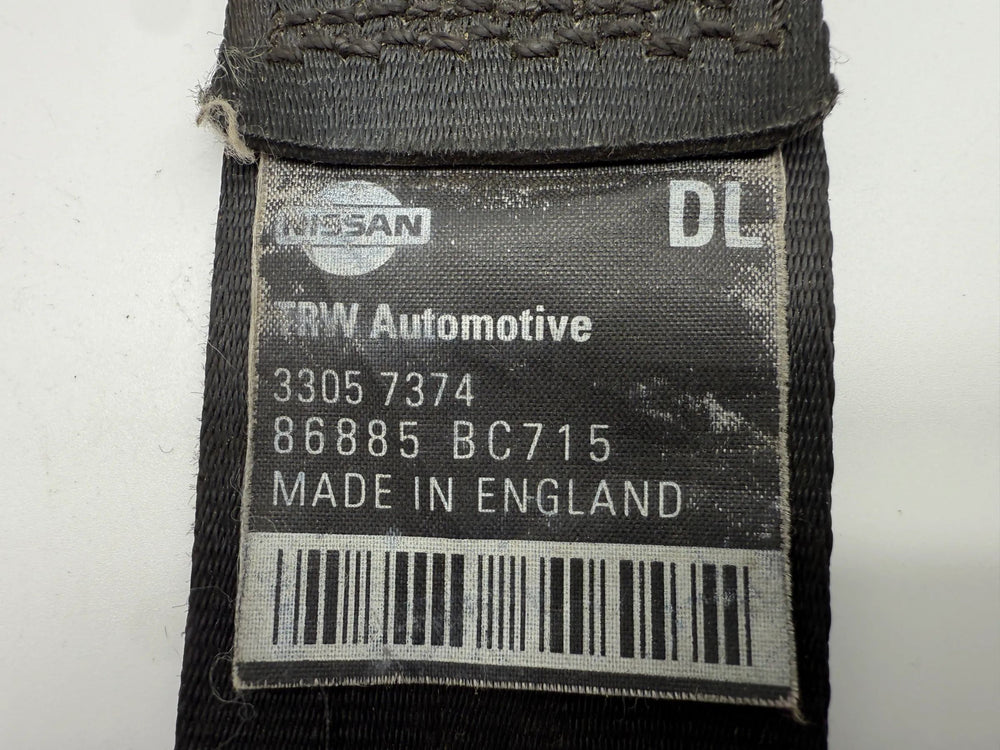 NISSAN
DL
TRW Automotive
3305 7374
86885 BC715
MADE IN ENGLAND